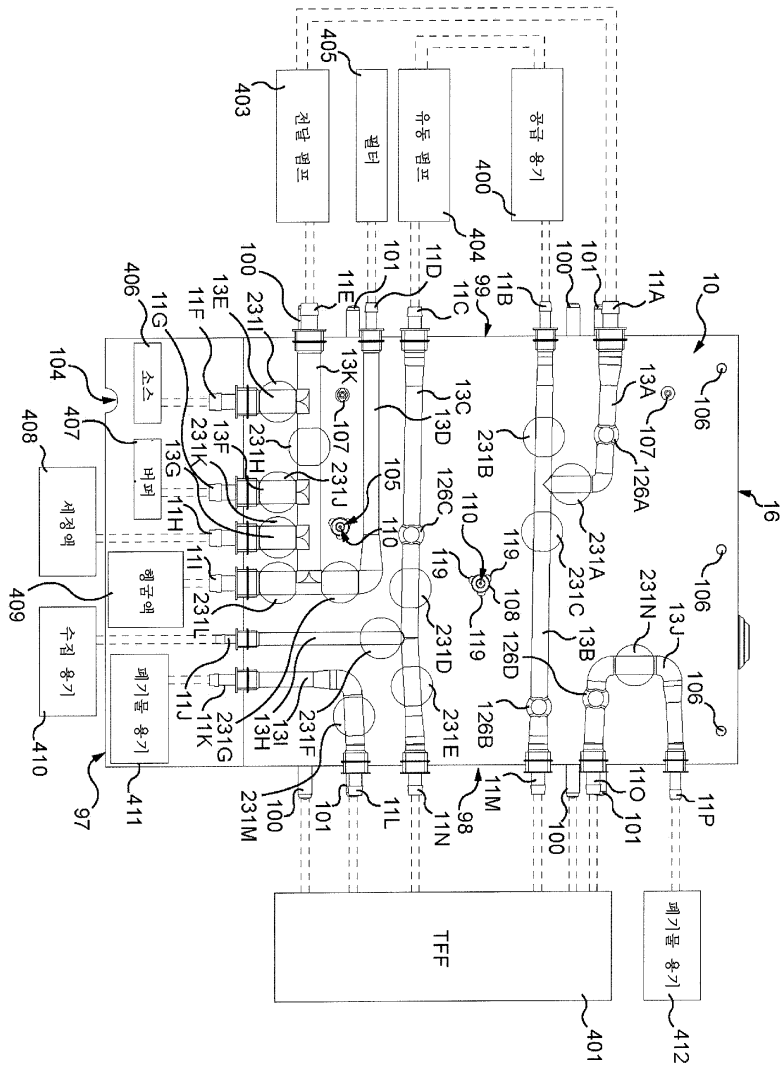 16
10
106
106
106
107
13A
126A
11A
101
100
11B
99
231A
231B
231C
231N
13J
126D
13B
126B
11P
11O
101
100
11M
98
폐기물 용기
412
TFF
401
공급 용기
400
유동 펌프
404
필터
405
전달 펌프
403
110
119
119
119
108
11C
11D
101
100
11E
13C
13D
126C
231D
231E
105
110
107
13K
231I
13E
11F
11G
231H
13F
231J
231K
13G
11H
11I
231L
231G
13H
13I
231F
231M
11J
11K
11N
11L
101
100
소스
406
버퍼
407
세정액
408
헹굼액
409
수집 용기
410
폐기물 용기
411
104
97